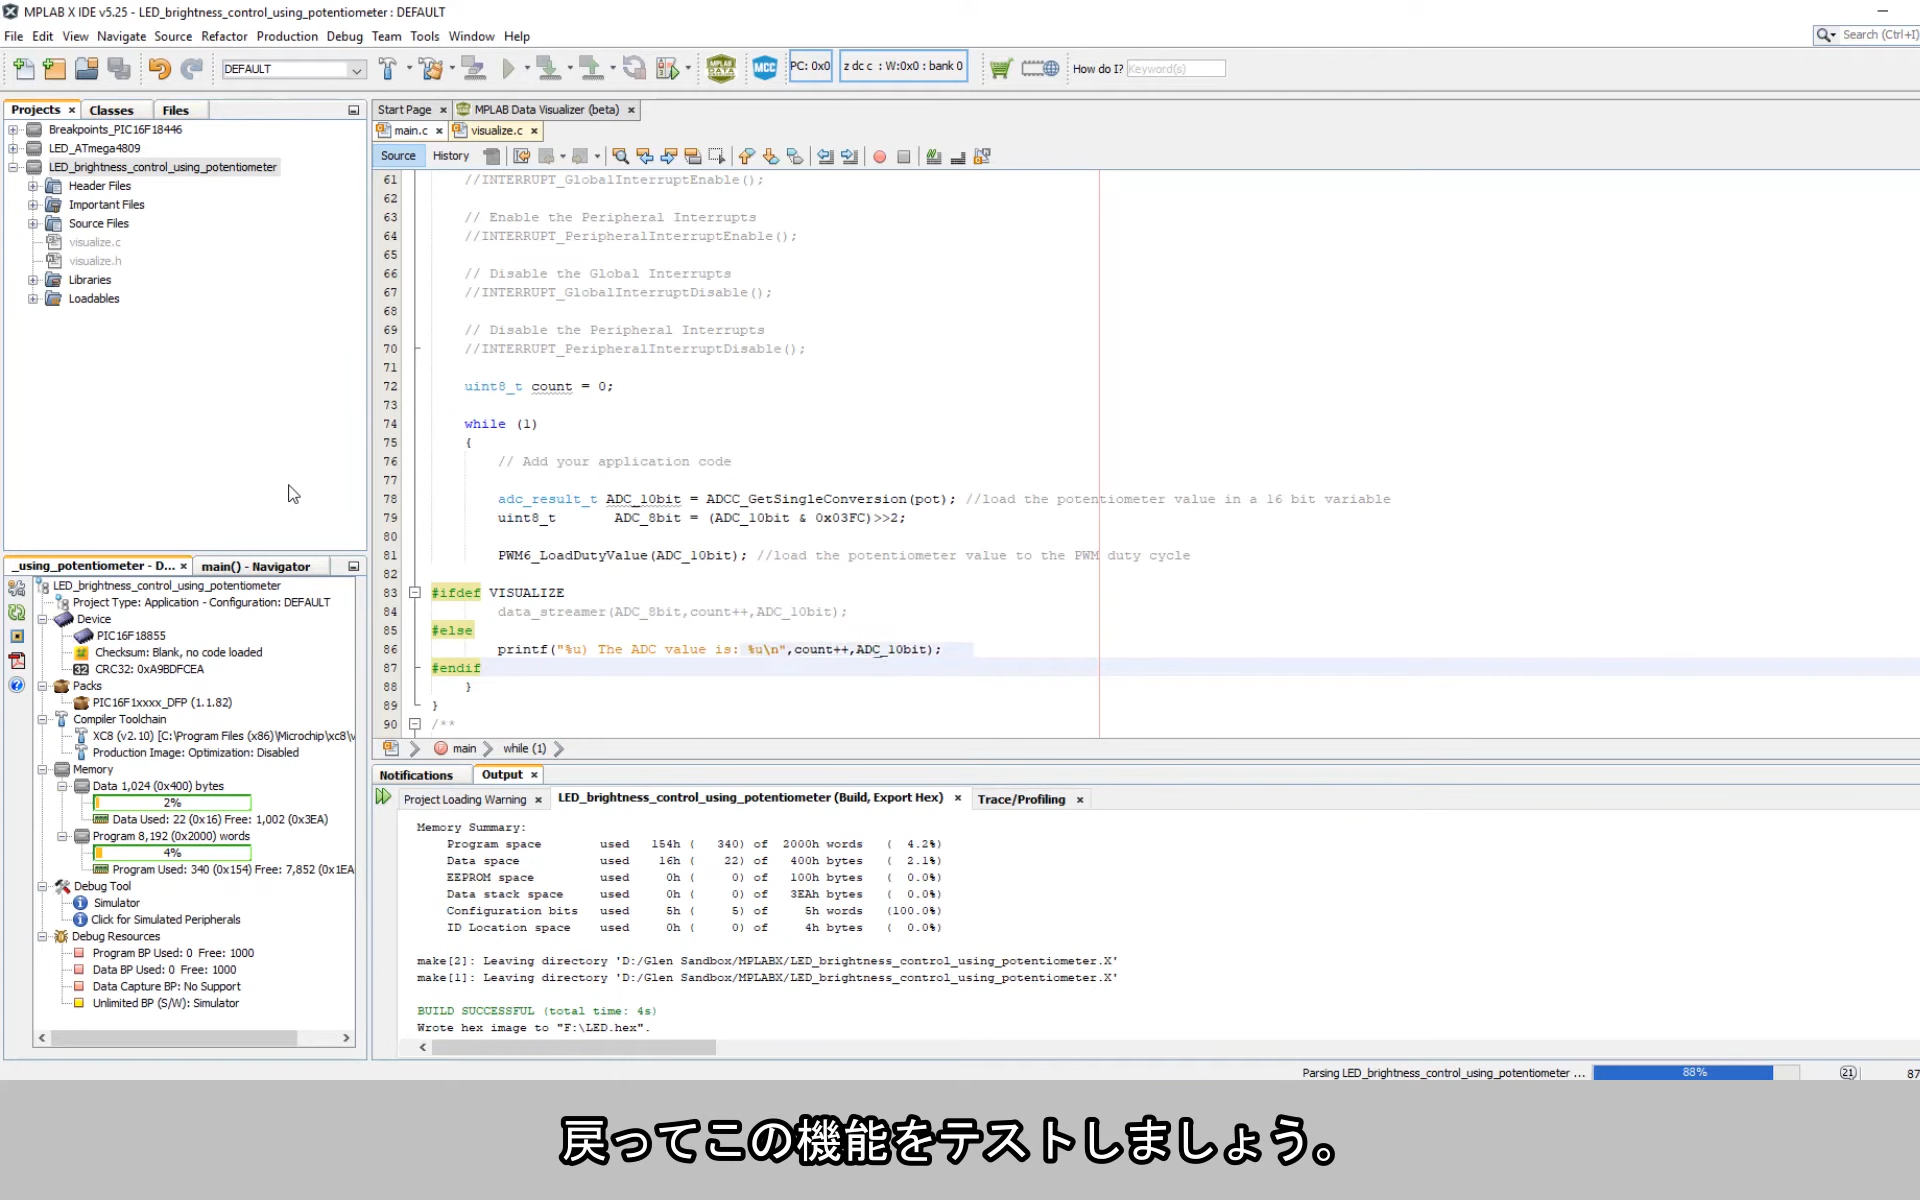 MPLAB X IDE v5.25 - LED_brightness_control_using_potentiometer : DEFAULT
File Edit View Navigate Source Refactor Production Debug Team Tools Window Help
Search (Ctrl+I)
DEFAULT
MCC
PC: 0x0
z dc c : W:0x0 : bank 0
How do I? Keyword(s)
Projects Classes Files
Breakpoints_PIC16F18446
LED_ATmega4809
LED_brightness_control_using_potentiometer
Header Files
Important Files
Source Files
visualize.c
visualize.h
Libraries
Loadables
Start Page MPLAB Data Visualizer (beta)
main.c visualize.c
Source History
61 //INTERRUPT_GlobalInterruptEnable();
62
63 // Enable the Peripheral Interrupts
64 //INTERRUPT_PeripheralInterruptEnable();
65
66 // Disable the Global Interrupts
67 //INTERRUPT_GlobalInterruptDisable();
68
69 // Disable the Peripheral Interrupts
70 //INTERRUPT_PeripheralInterruptDisable();
71
72 uint8_t count = 0;
73
74 while (1)
75 {
76 // Add your application code
77
78 adc_result_t ADC_10bit = ADCC_GetSingleConversion(pot); //load the potentiometer value in a 16 bit variable
79 uint8_t ADC_8bit = (ADC_10bit & 0x03FC)>>2;
80
81 PWM6_LoadDutyValue(ADC_10bit); //load the potentiometer value to the PWM duty cycle
82
83 #ifdef VISUALIZE
84 data_streamer(ADC_8bit,count++,ADC_10bit);
85 #else
86 printf("%u) The ADC value is: %u\n",count++,ADC_10bit);
87 #endif
88 }
89 }
90 /**
main while (1)
_using_potentiometer - D... main() - Navigator
LED_brightness_control_using_potentiometer
Project Type: Application - Configuration: DEFAULT
Device
PIC16F18855
Checksum: Blank, no code loaded
32 CRC32: 0xA9BDFCEA
Packs
PIC16F1xxxx_DFP (1.1.82)
Compiler Toolchain
XC8 (v2.10) [C:\Program Files (x86)\Microchip\xc8\v
Production Image: Optimization: Disabled
Memory
Data 1,024 (0x400) bytes
2%
Data Used: 22 (0x16) Free: 1,002 (0x3EA)
Program 8,192 (0x2000) words
4%
Program Used: 340 (0x154) Free: 7,852 (0x1EA
Debug Tool
Simulator
Click for Simulated Peripherals
Debug Resources
Program BP Used: 0 Free: 1000
Data BP Used: 0 Free: 1000
Data Capture BP: No Support
Unlimited BP (S/W): Simulator
Notifications Output
Project Loading Warning LED_brightness_control_using_potentiometer (Build, Export Hex) Trace/Profiling
Memory Summary:
Program space used 154h ( 340) of 2000h words ( 4.2%)
Data space used 16h ( 22) of 400h bytes ( 2.1%)
EEPROM space used 0h ( 0) of 100h bytes ( 0.0%)
Data stack space used 0h ( 0) of 3EAh bytes ( 0.0%)
Configuration bits used 5h ( 5) of 5h words (100.0%)
ID Location space used 0h ( 0) of 4h bytes ( 0.0%)
make[2]: Leaving directory 'D:/Glen Sandbox/MPLABX/LED_brightness_control_using_potentiometer.X'
make[1]: Leaving directory 'D:/Glen Sandbox/MPLABX/LED_brightness_control_using_potentiometer.X'
BUILD SUCCESSFUL (total time: 4s)
Wrote hex image to "F:\LED.hex".
Parsing LED_brightness_control_using_potentiometer ... 88% 21 87
戻ってこの機能をテストしましょう。